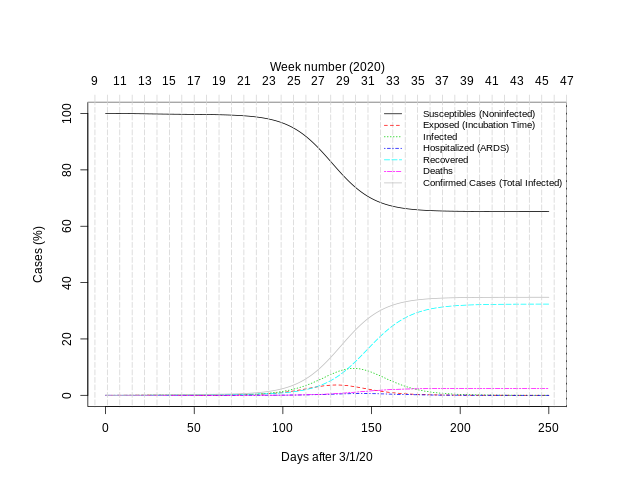 Week number (2020)
9 11 13 15 17 19 21 23 25 27 29 31 33 35 37 39 41 43 45 47
Susceptibles (Noninfected)
Exposed (Incubation Time)
Infected
Hospitalized (ARDS)
Recovered
Deaths
Confirmed Cases (Total Infected)
Cases (%)
100
80
60
40
20
0
0 50 100 150 200 250
Days after 3/1/20